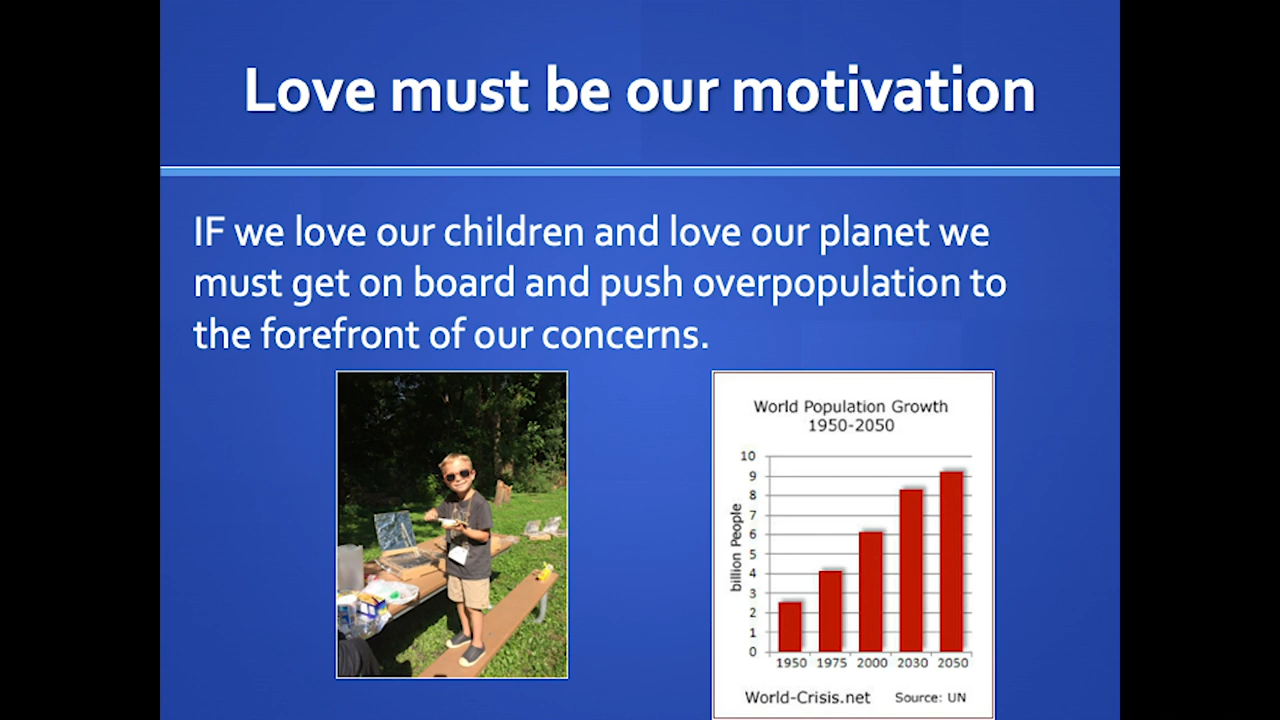 Love must be our motivation
IF we love our children and love our planet we
must get on board and push overpopulation to
the forefront of our concerns.
World Population Growth
1950-2050
billion People
10
9
8
7
6
5
4
3
2
1
0
1950 1975 2000 2030 2050
World-Crisis.net Source: UN